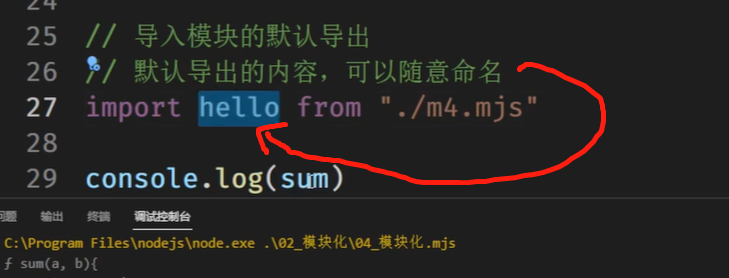 25 // 导入模块的默认导出
26 // 默认导出的内容，可以随意命名
27 import hello from "./m4.mjs"
28
29 console.log(sum)
问题 输出 终端 调试控制台
C:\Program Files\nodejs\node.exe .\02_模块化\04_模块化.mjs
ƒ sum(a, b){